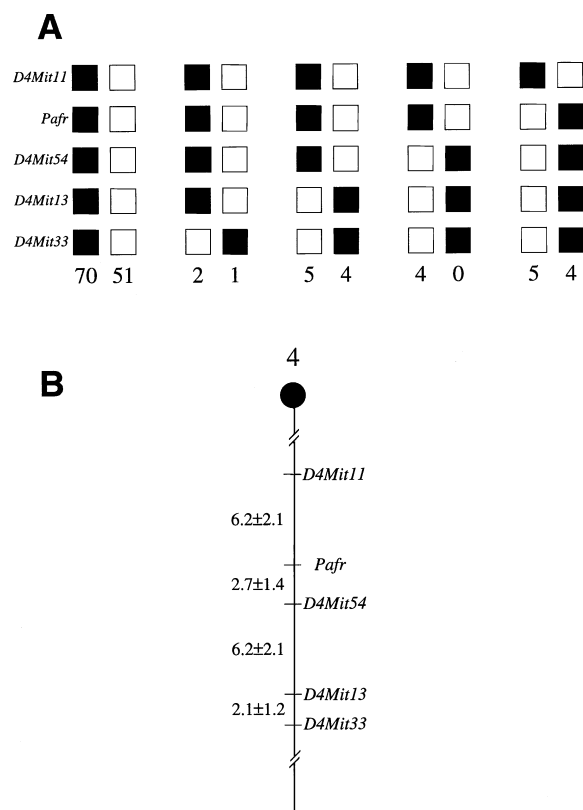 A
D4Mit11
Pafr
D4Mit54
D4Mit13
D4Mit33
70 51 2 1 5 4 4 0 5 4
B
4
D4Mit11
6.2±2.1
Pafr
2.7±1.4
D4Mit54
6.2±2.1
D4Mit13
2.1±1.2
D4Mit33